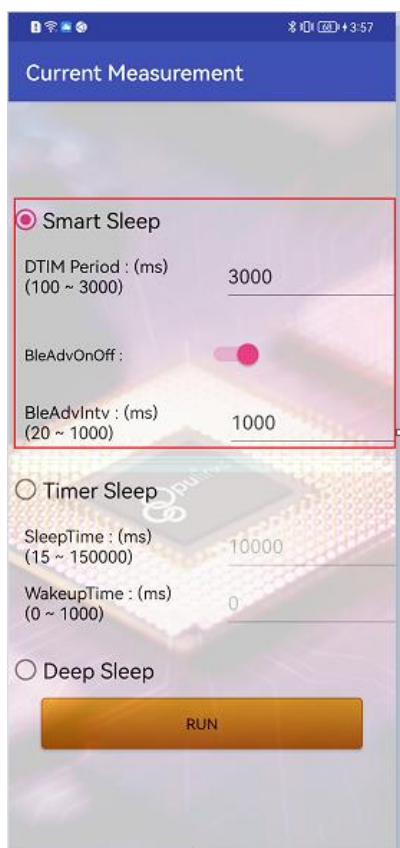 68 3:57
Current Measurement
Smart Sleep
DTIM Period : (ms)
(100 ~ 3000)
3000
BleAdvOnOff :
BleAdvIntv : (ms)
(20 ~ 1000)
1000
Timer Sleep
SleepTime : (ms)
(15 ~ 150000)
10000
WakeupTime : (ms)
(0 ~ 1000)
0
Deep Sleep
RUN